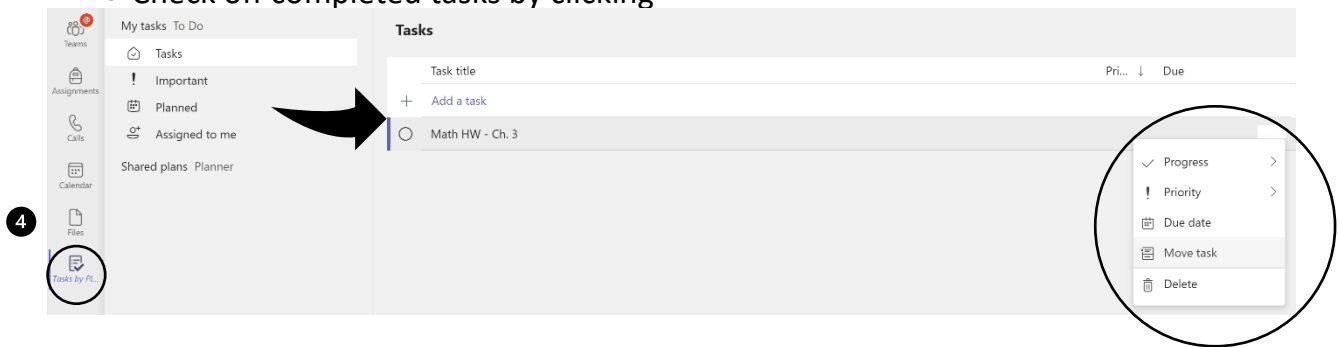 • Check off completed tasks by clicking
@
Teams
Assignments
Calls
Calendar
4
Files
Tasks by Pl...
My tasks To Do
Tasks
! Important
Planned
Assigned to me
Shared plans Planner
Tasks
Task title Pri... ↓ Due
+ Add a task
Math HW - Ch. 3
Progress >
! Priority >
Due date
Move task
Delete